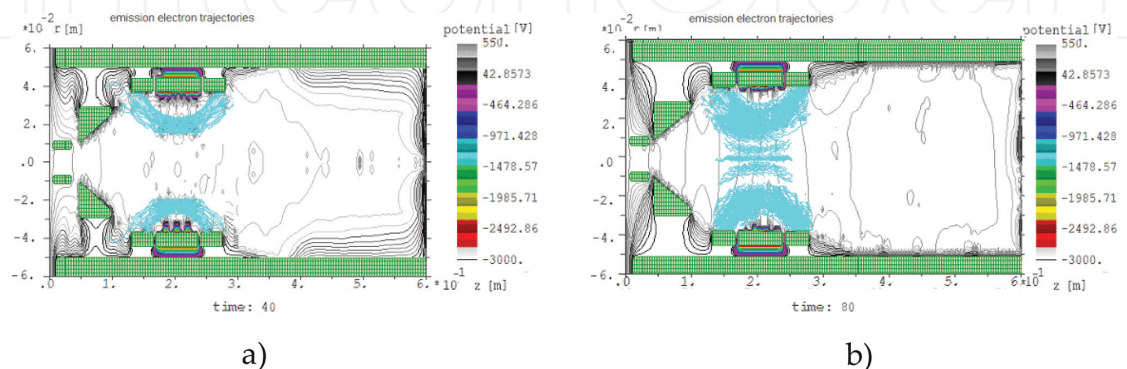 emission electron trajectories
*10⁻² r [m]
potential [V]
6.
4.
2.
.0
-2.
-4.
-6.
.0 1. 2. 3. 4. 5. 6. *10⁻¹
z [m]
time: 40
550.
42.8573
-464.286
-971.428
-1478.57
-1985.71
-2492.86
-3000.
a)
emission electron trajectories
*10⁻² r [m]
potential [V]
6.
4.
2.
.0
-2.
-4.
-6.
.0 1. 2. 3. 4. 5. 6 *10⁻¹
z [m]
time: 80
550.
42.8573
-464.286
-971.428
-1478.57
-1985.71
-2492.86
-3000.
b)